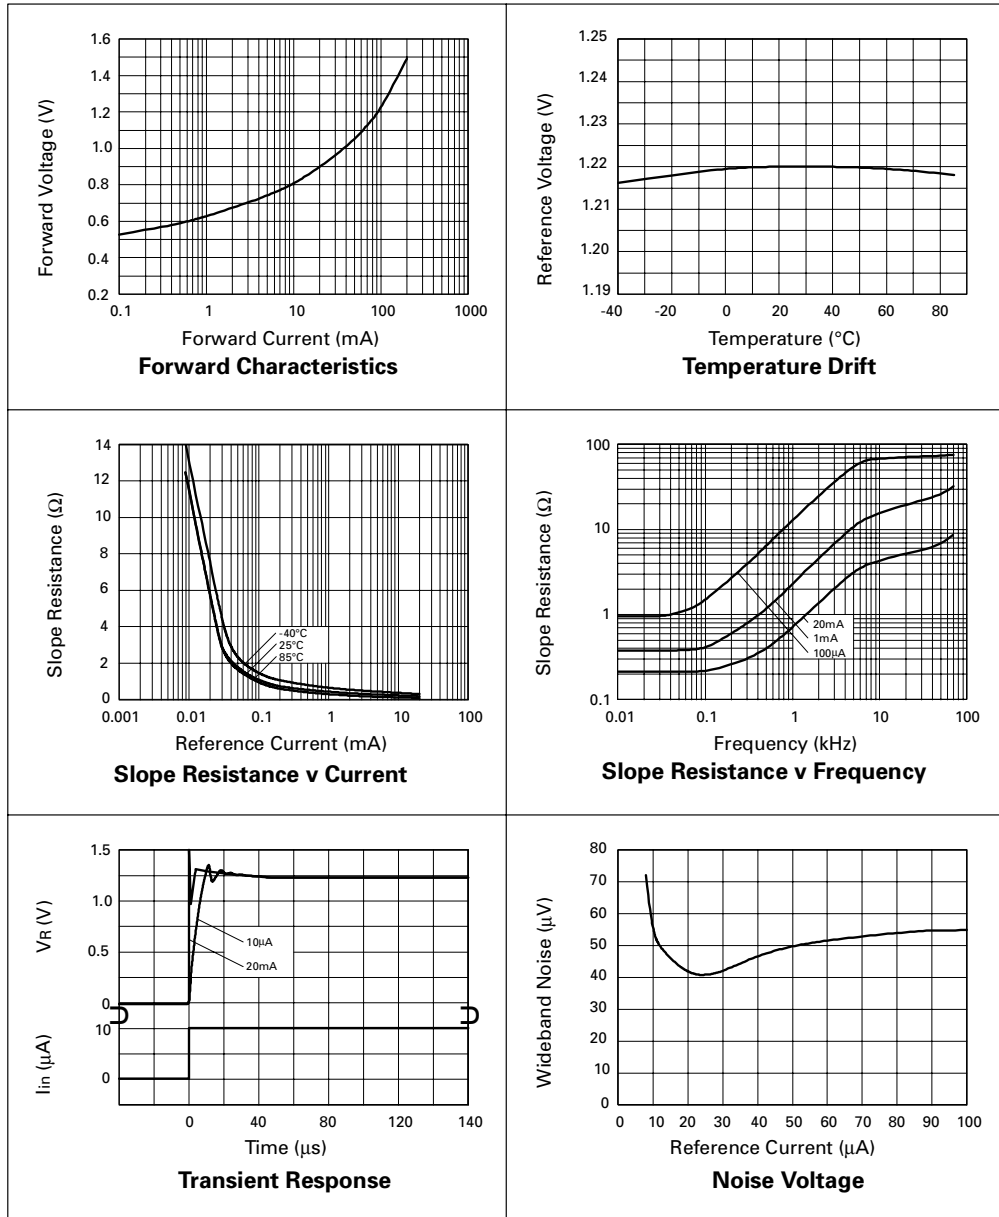 1.6
1.4
1.2
1.0
0.8
0.6
0.4
0.2
Forward Voltage (V)
0.1 1 10 100 1000
Forward Current (mA)
Forward Characteristics
1.25
1.24
1.23
1.22
1.21
1.20
1.19
Reference Voltage (V)
-40 -20 0 20 40 60 80
Temperature (°C)
Temperature Drift
14
12
10
8
6
4
2
0
Slope Resistance (Ω)
-40°C
25°C
85°C
0.001 0.01 0.1 1 10 100
Reference Current (mA)
Slope Resistance v Current
100
10
1
0.1
Slope Resistance (Ω)
20mA
1mA
100µA
0.01 0.1 1 10 100
Frequency (kHz)
Slope Resistance v Frequency
1.5
1.0
0.5
0
VR (V)
10µA
20mA
10
0
Iin (µA)
0 40 80 120 140
Time (µs)
Transient Response
80
70
60
50
40
30
20
10
0
Wideband Noise (µV)
0 10 20 30 40 50 60 70 80 90 100
Reference Current (µA)
Noise Voltage